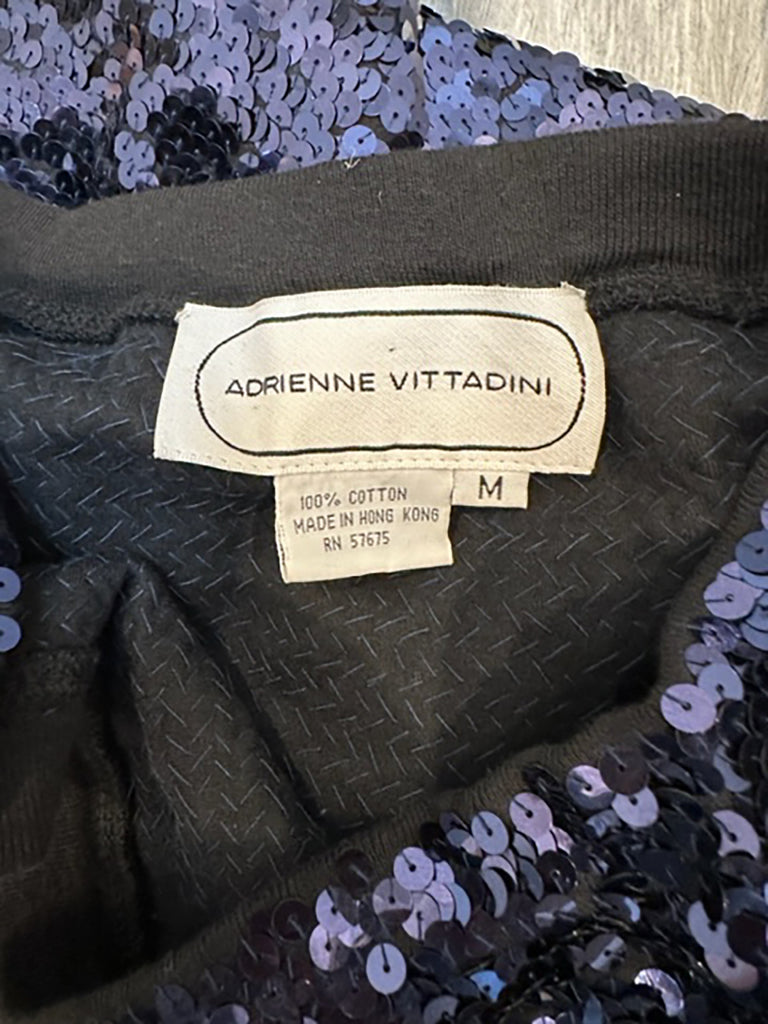 ADRIENNE VITTADINI
M
100% COTTON
MADE IN HONG KONG
RN 57675